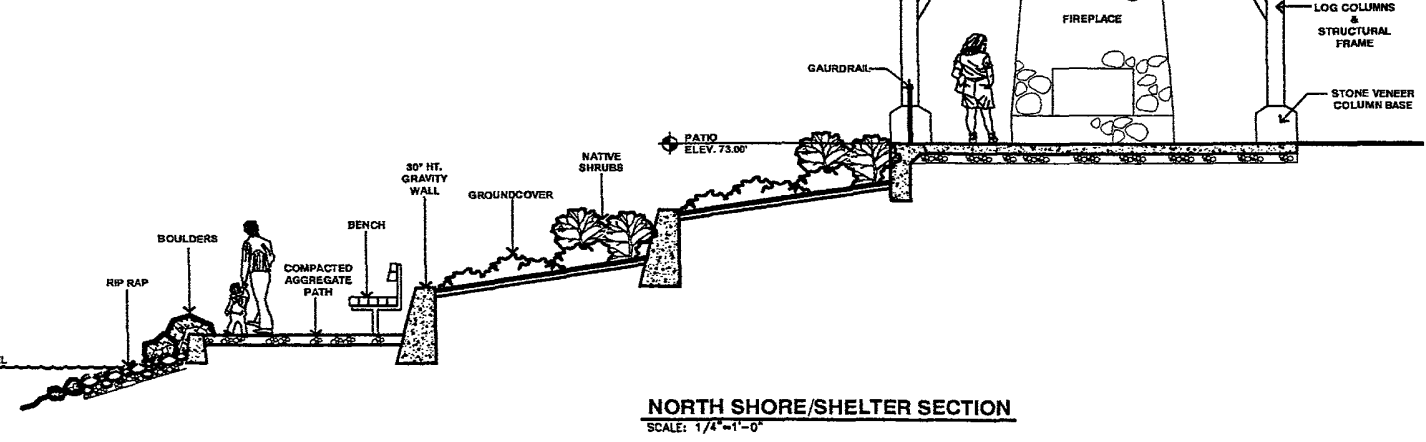 LOG COLUMNS
&
STRUCTURAL
FRAME
FIREPLACE
GAURDRAIL
STONE VENEER
COLUMN BASE
PATIO
ELEV. 73.00'
NATIVE
SHRUBS
30" HT.
GRAVITY
WALL
GROUNDCOVER
BENCH
BOULDERS
COMPACTED
AGGREGATE
PATH
RIP RAP
NORTH SHORE/SHELTER SECTION
SCALE: 1/4"=1'-0"